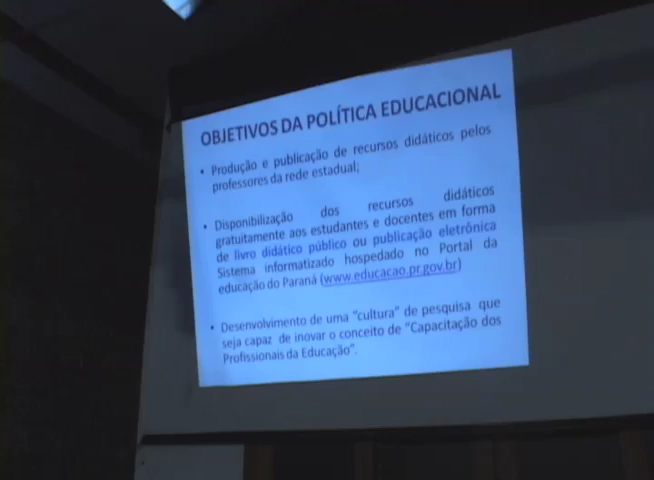 OBJETIVOS DA POLÍTICA EDUCACIONAL
• Produção e publicação de recursos didáticos pelos
professores da rede estadual;
• Disponibilização dos recursos didáticos
gratuitamente aos estudantes e docentes em forma
de livro didático público ou publicação eletrônica
Sistema informatizado hospedado no Portal da
educação do Paraná (www.educacao.pr.gov.br)
• Desenvolvimento de uma "cultura" de pesquisa que
seja capaz de inovar o conceito de "Capacitação dos
Profissionais da Educação".